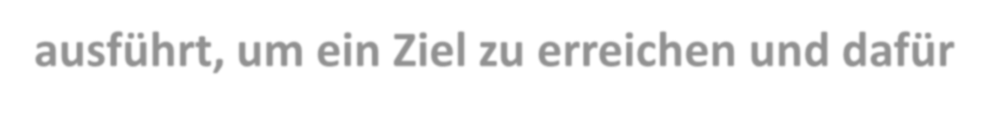 ausführt, um ein Ziel zu erreichen und dafür